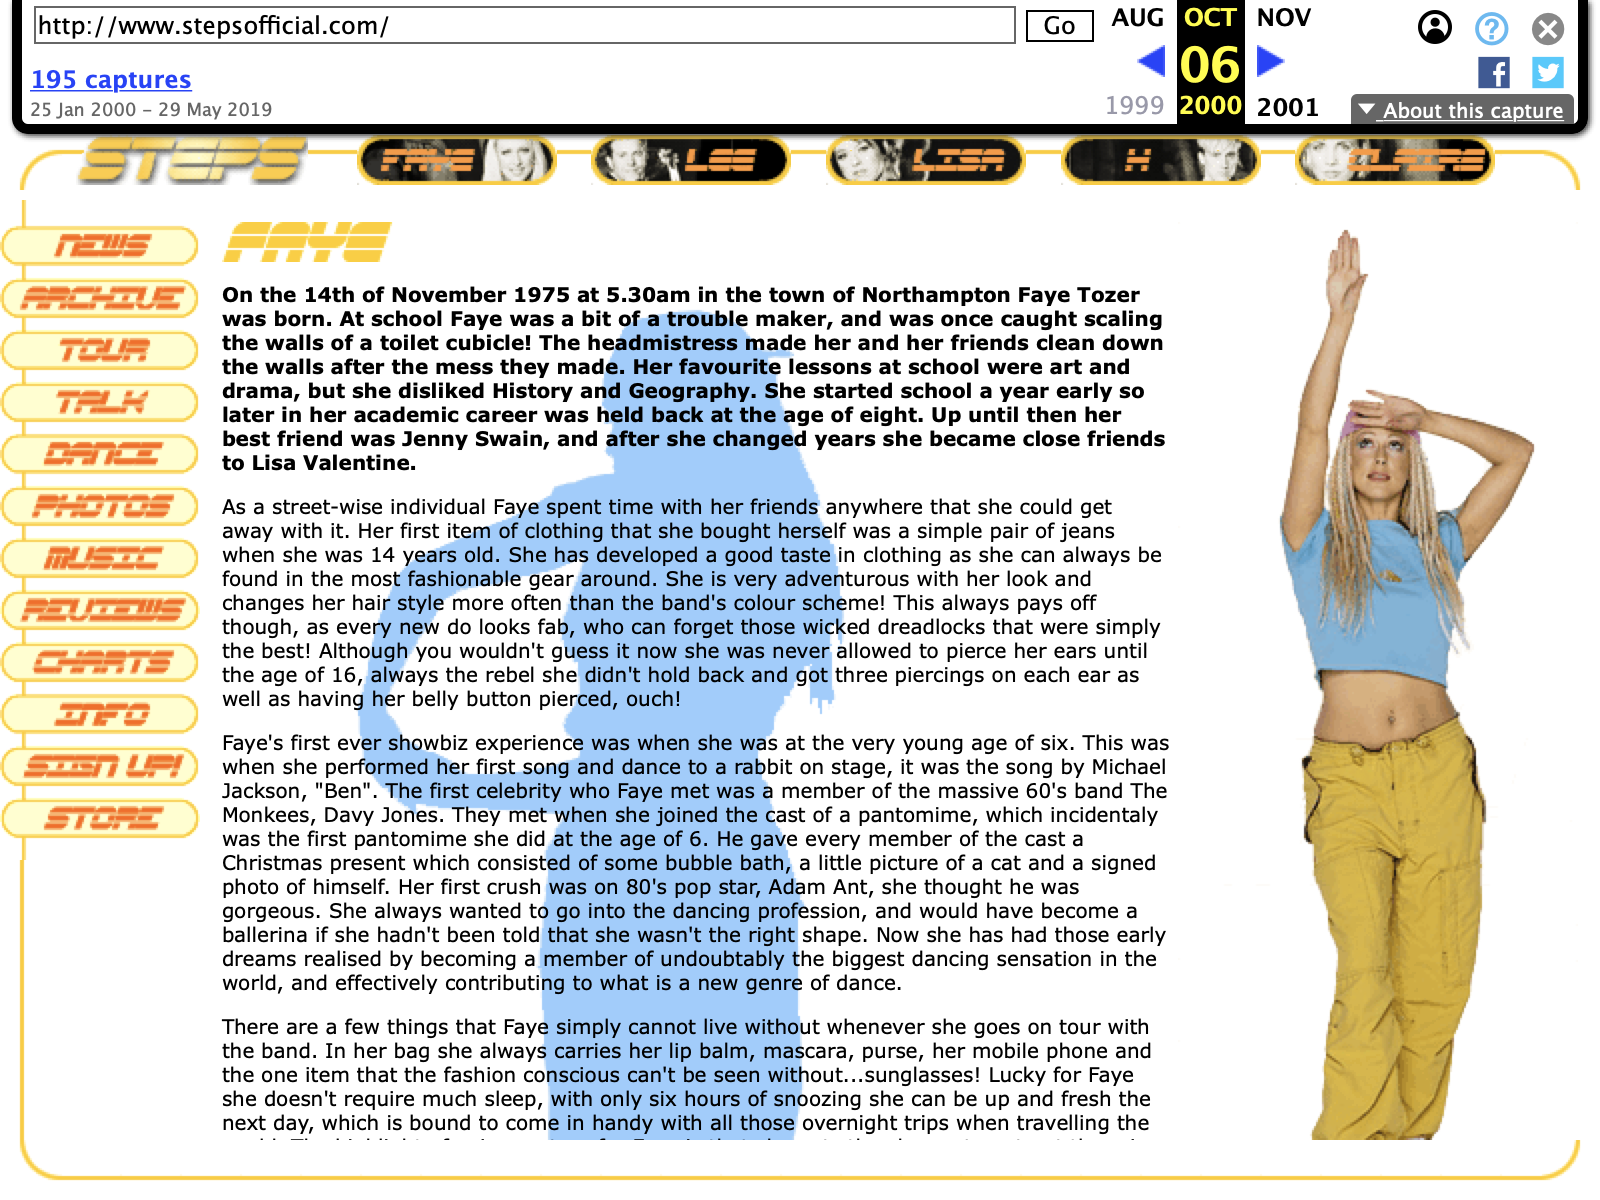 http://www.stepsofficial.com/
Go
AUG
OCT
NOV
06
1999
2000
2001
195 captures
25 Jan 2000 – 29 May 2019
About this capture
STEPS
FAYE
LEE
LISA
H
CLAIRE
NEWS
ARCHIVE
TOUR
TALK
DANCE
PHOTOS
MUSIC
REVIEWS
CHARTS
INFO
SIGN UP!
STORE
FAYE
On the 14th of November 1975 at 5.30am in the town of Northampton Faye Tozer
was born. At school Faye was a bit of a trouble maker, and was once caught scaling
the walls of a toilet cubicle! The headmistress made her and her friends clean down
the walls after the mess they made. Her favourite lessons at school were art and
drama, but she disliked History and Geography. She started school a year early so
later in her academic career was held back at the age of eight. Up until then her
best friend was Jenny Swain, and after she changed years she became close friends
to Lisa Valentine.
As a street-wise individual Faye spent time with her friends anywhere that she could get
away with it. Her first item of clothing that she bought herself was a simple pair of jeans
when she was 14 years old. She has developed a good taste in clothing as she can always be
found in the most fashionable gear around. She is very adventurous with her look and
changes her hair style more often than the band's colour scheme! This always pays off
though, as every new do looks fab, who can forget those wicked dreadlocks that were simply
the best! Although you wouldn't guess it now she was never allowed to pierce her ears until
the age of 16, always the rebel she didn't hold back and got three piercings on each ear as
well as having her belly button pierced, ouch!
Faye's first ever showbiz experience was when she was at the very young age of six. This was
when she performed her first song and dance to a rabbit on stage, it was the song by Michael
Jackson, "Ben". The first celebrity who Faye met was a member of the massive 60's band The
Monkees, Davy Jones. They met when she joined the cast of a pantomime, which incidentaly
was the first pantomime she did at the age of 6. He gave every member of the cast a
Christmas present which consisted of some bubble bath, a little picture of a cat and a signed
photo of himself. Her first crush was on 80's pop star, Adam Ant, she thought he was
gorgeous. She always wanted to go into the dancing profession, and would have become a
ballerina if she hadn't been told that she wasn't the right shape. Now she has had those early
dreams realised by becoming a member of undoubtably the biggest dancing sensation in the
world, and effectively contributing to what is a new genre of dance.
There are a few things that Faye simply cannot live without whenever she goes on tour with
the band. In her bag she always carries her lip balm, mascara, purse, her mobile phone and
the one item that the fashion conscious can't be seen without...sunglasses! Lucky for Faye
she doesn't require much sleep, with only six hours of snoozing she can be up and fresh the
next day, which is bound to come in handy with all those overnight trips when travelling the